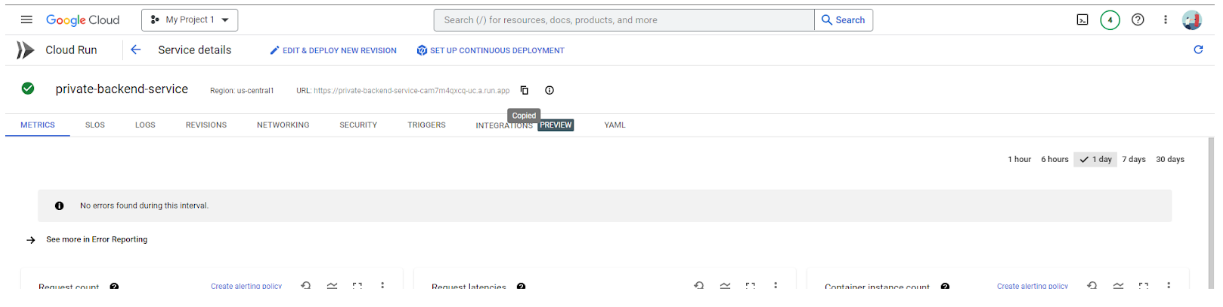 Google Cloud My Project 1 Search (/) for resources, docs, products, and more Search 4
Cloud Run Service details EDIT & DEPLOY NEW REVISION SET UP CONTINUOUS DEPLOYMENT
private-backend-service Region: us-central1 URL: https://private-backend-service-cam7m4qxcq-uc.a.run.app
Copied
METRICS SLOS LOGS REVISIONS NETWORKING SECURITY TRIGGERS INTEGRATIONS PREVIEW YAML
1 hour 6 hours 1 day 7 days 30 days
No errors found during this interval.
See more in Error Reporting
Request count Create alerting policy Request latencies Container instance count Create alerting policy